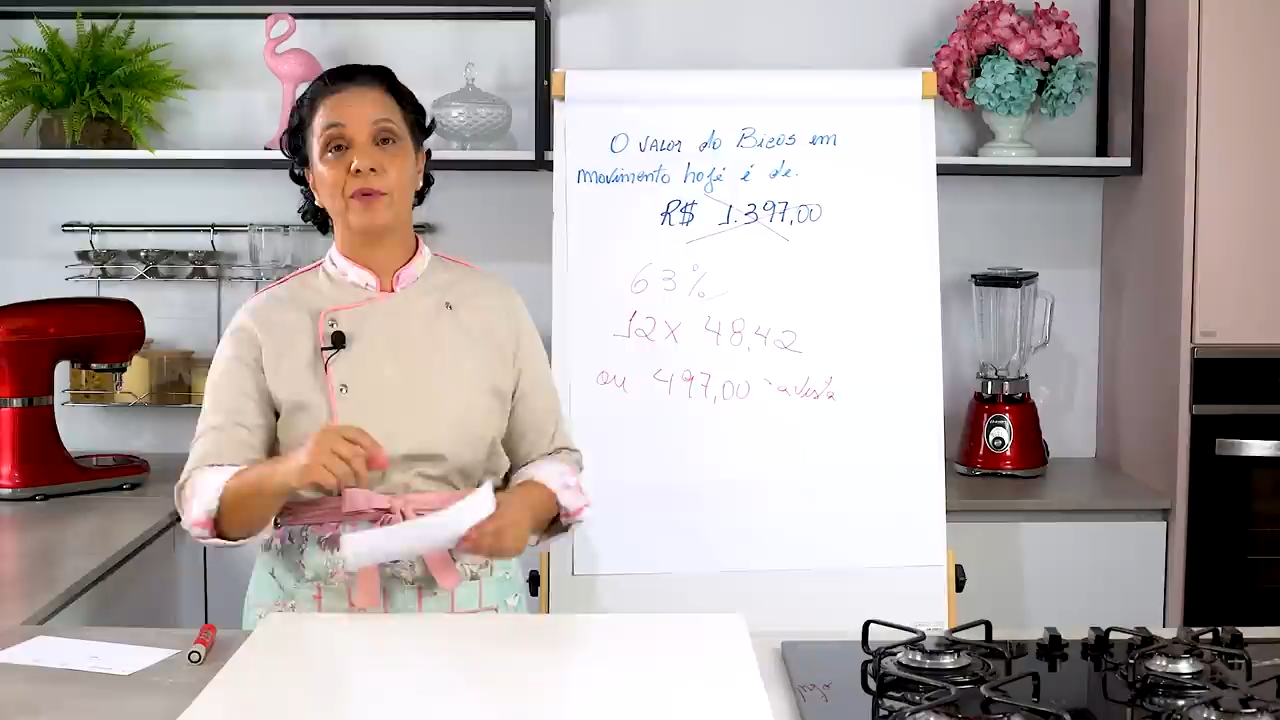 O VALOR do Bicos em
movimento hoje é de.
R$ 1.397,00
63%
12x 48,42
ou 497,00 à vista